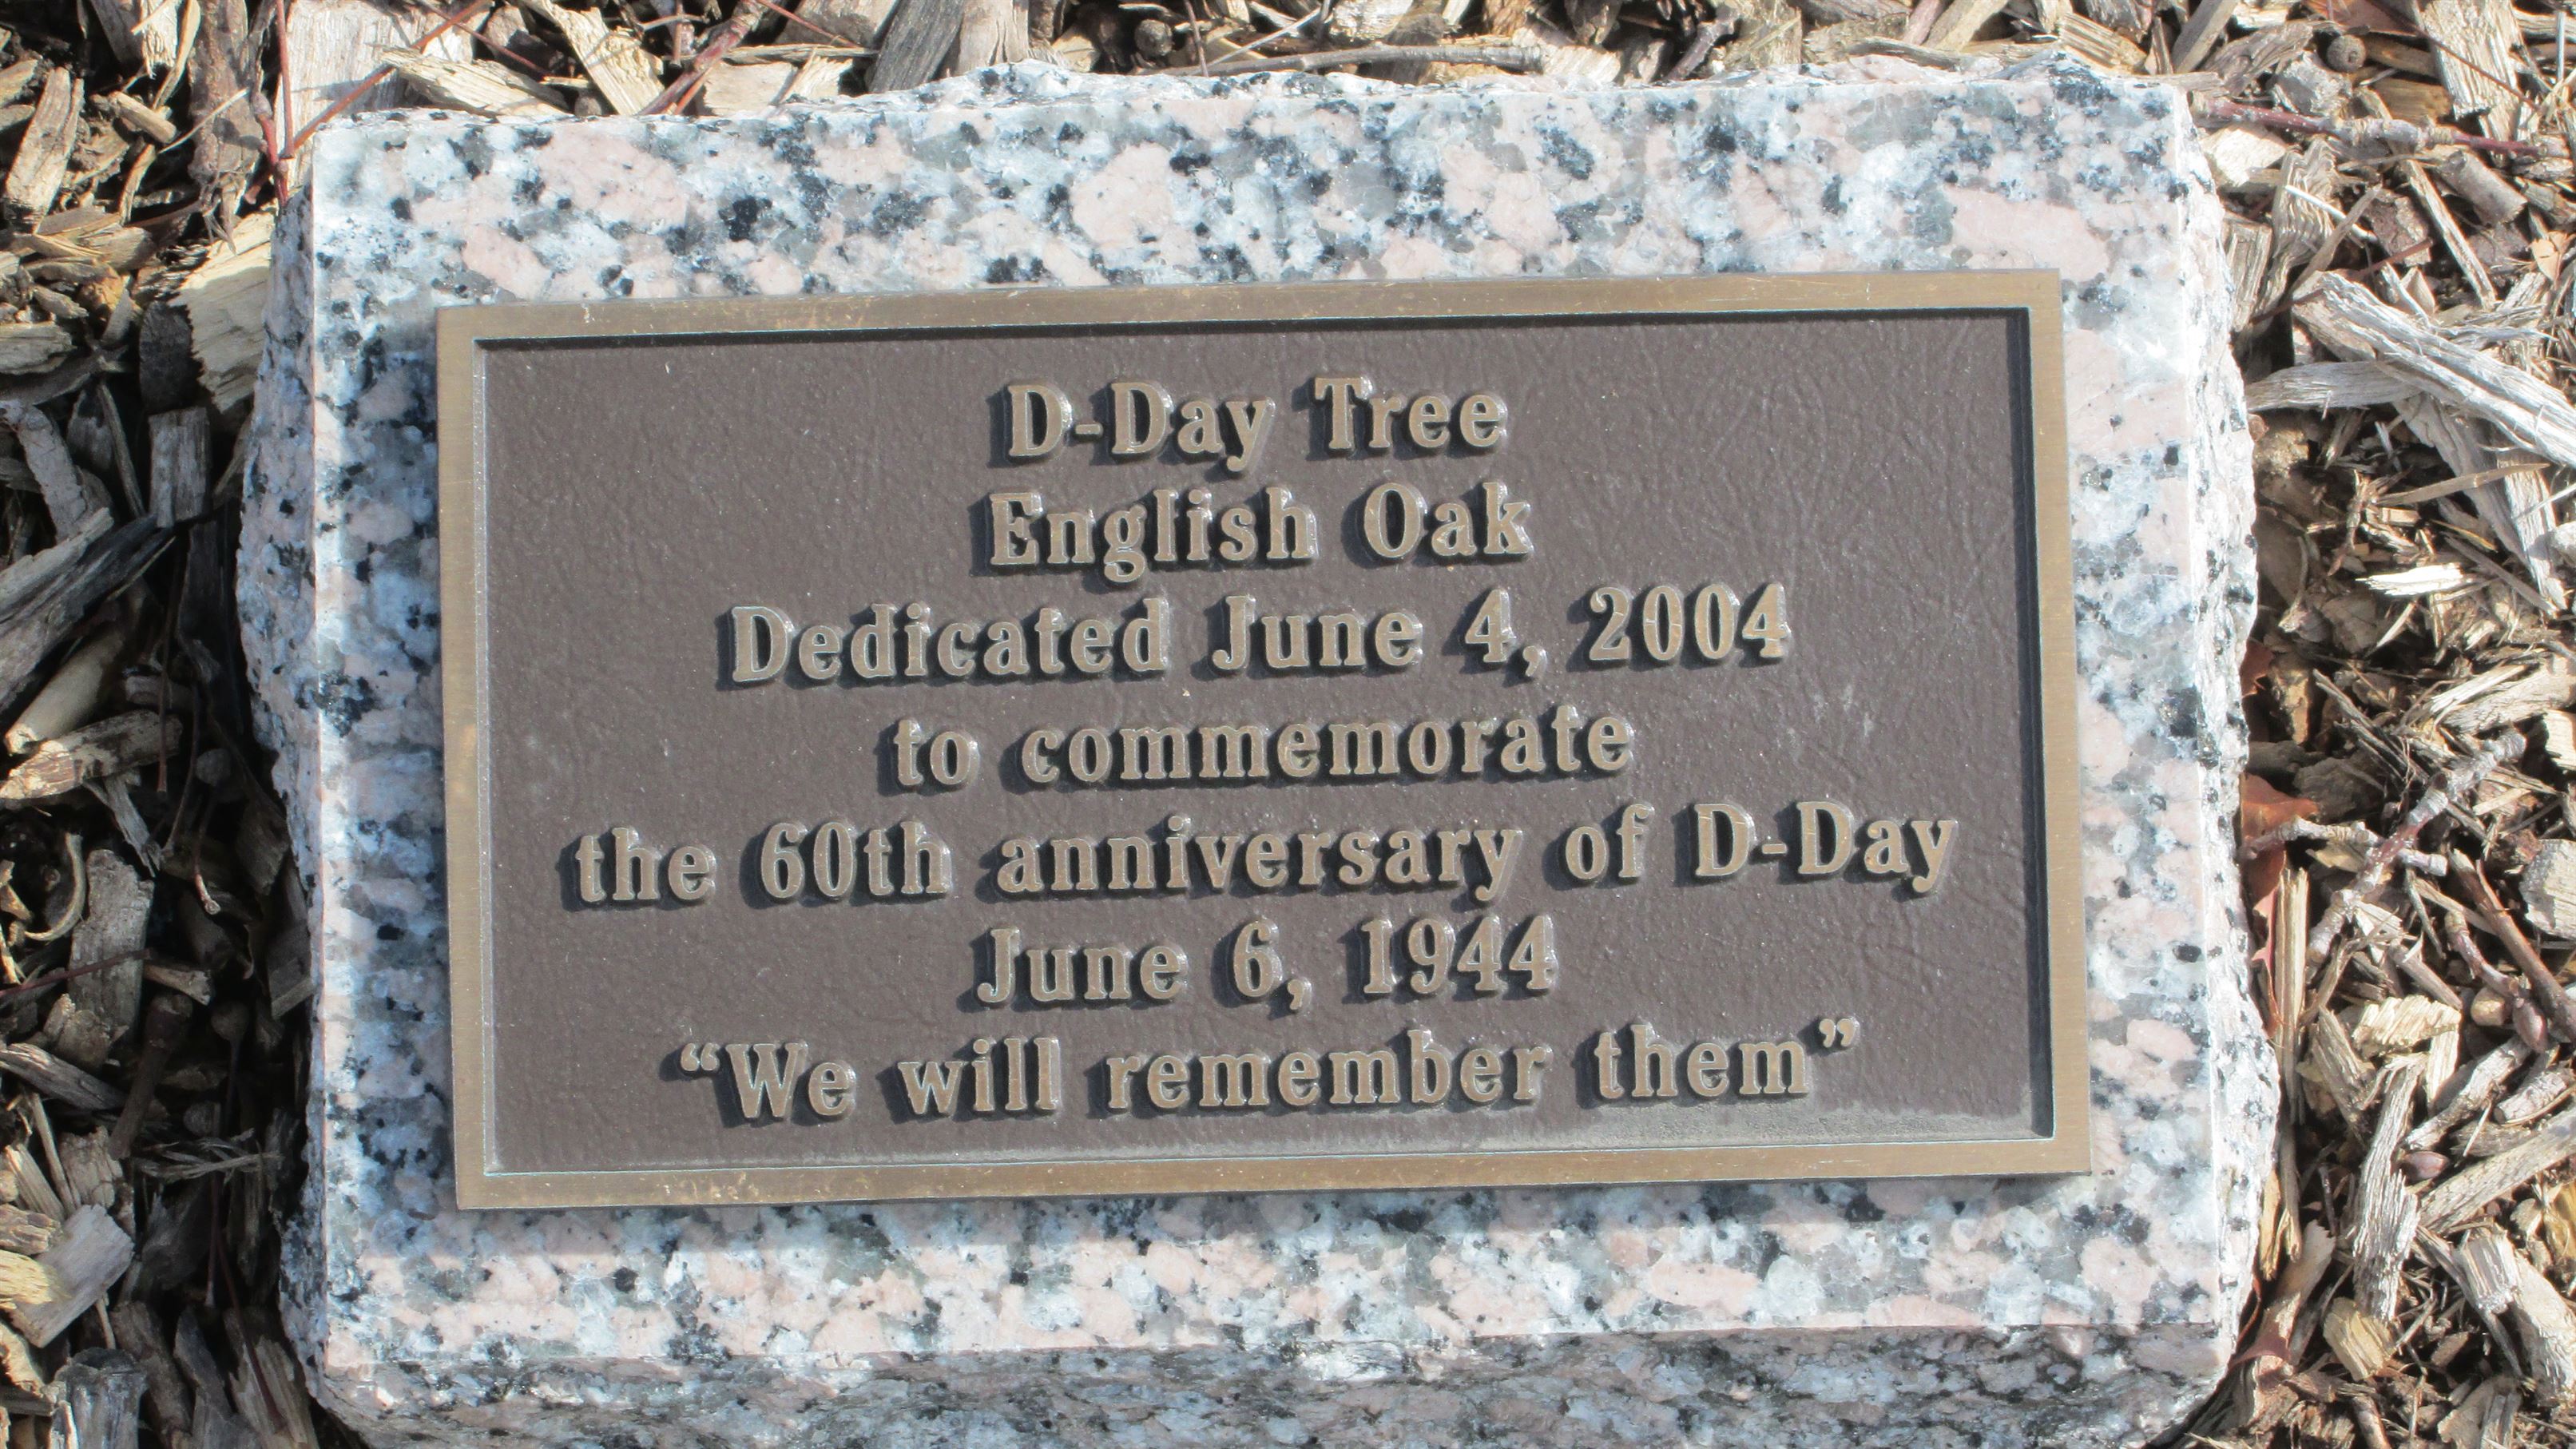 D-Day Tree
English Oak
Dedicated June 4, 2004
to commemorate
the 60th anniversary of D-Day
June 6, 1944
“We will remember them”